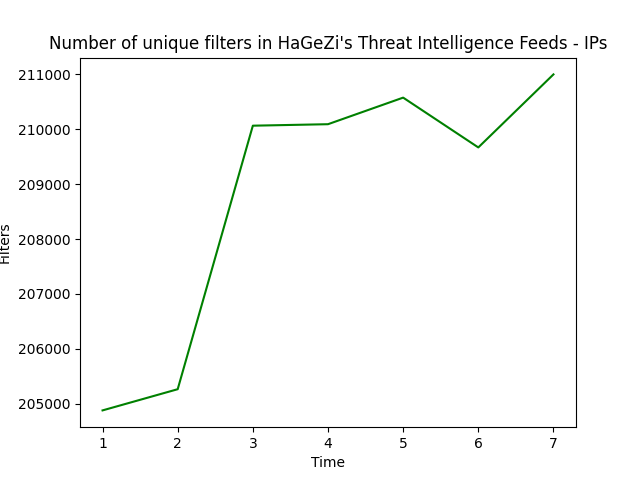 Number of unique filters in HaGeZi's Threat Intelligence Feeds - IPs
211000
210000
209000
208000
207000
206000
205000
Filters
1 2 3 4 5 6 7
Time